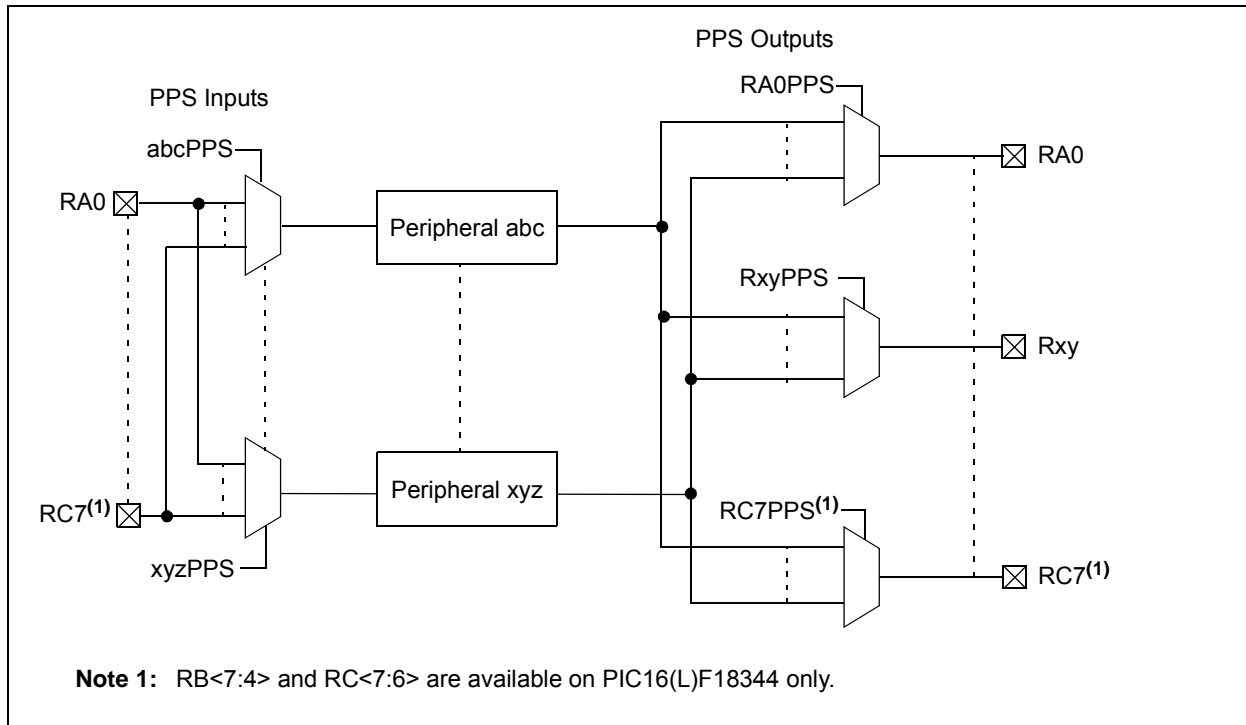 PPS Outputs
RA0PPS
PPS Inputs
abcPPS
RA0
RA0
Peripheral abc
RxyPPS
Rxy
Peripheral xyz
RC7PPS(1)
RC7(1)
xyzPPS
RC7(1)
Note 1: RB<7:4> and RC<7:6> are available on PIC16(L)F18344 only.